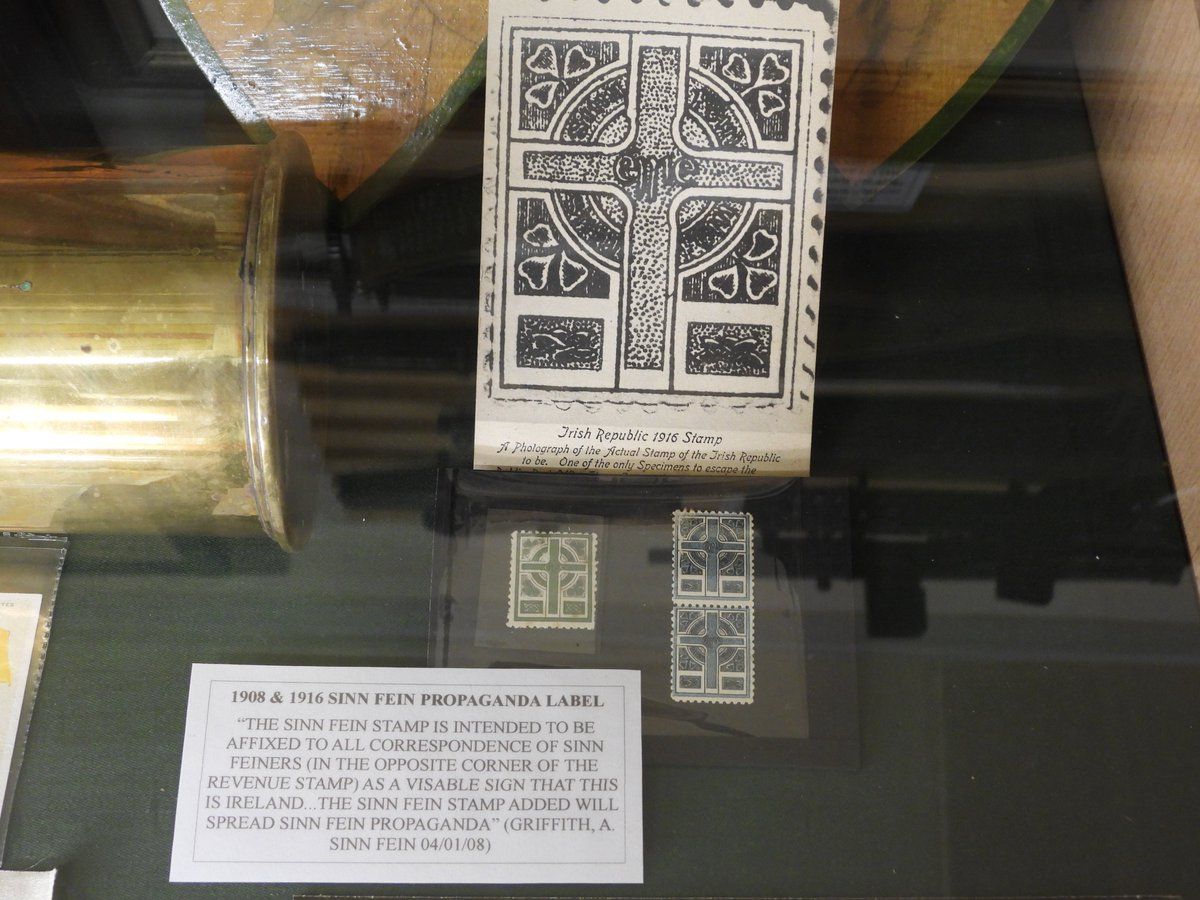 eire
Irish Republic 1916 Stamp
A Photograph of the Actual Stamp of the Irish Republic
to be. One of the only Specimens to escape the
1908 & 1916 SINN FEIN PROPAGANDA LABEL
“THE SINN FEIN STAMP IS INTENDED TO BE
AFFIXED TO ALL CORRESPONDENCE OF SINN
FEINERS (IN THE OPPOSITE CORNER OF THE
REVENUE STAMP) AS A VISABLE SIGN THAT THIS
IS IRELAND...THE SINN FEIN STAMP ADDED WILL
SPREAD SINN FEIN PROPAGANDA” (GRIFFITH, A.
SINN FEIN 04/01/08)